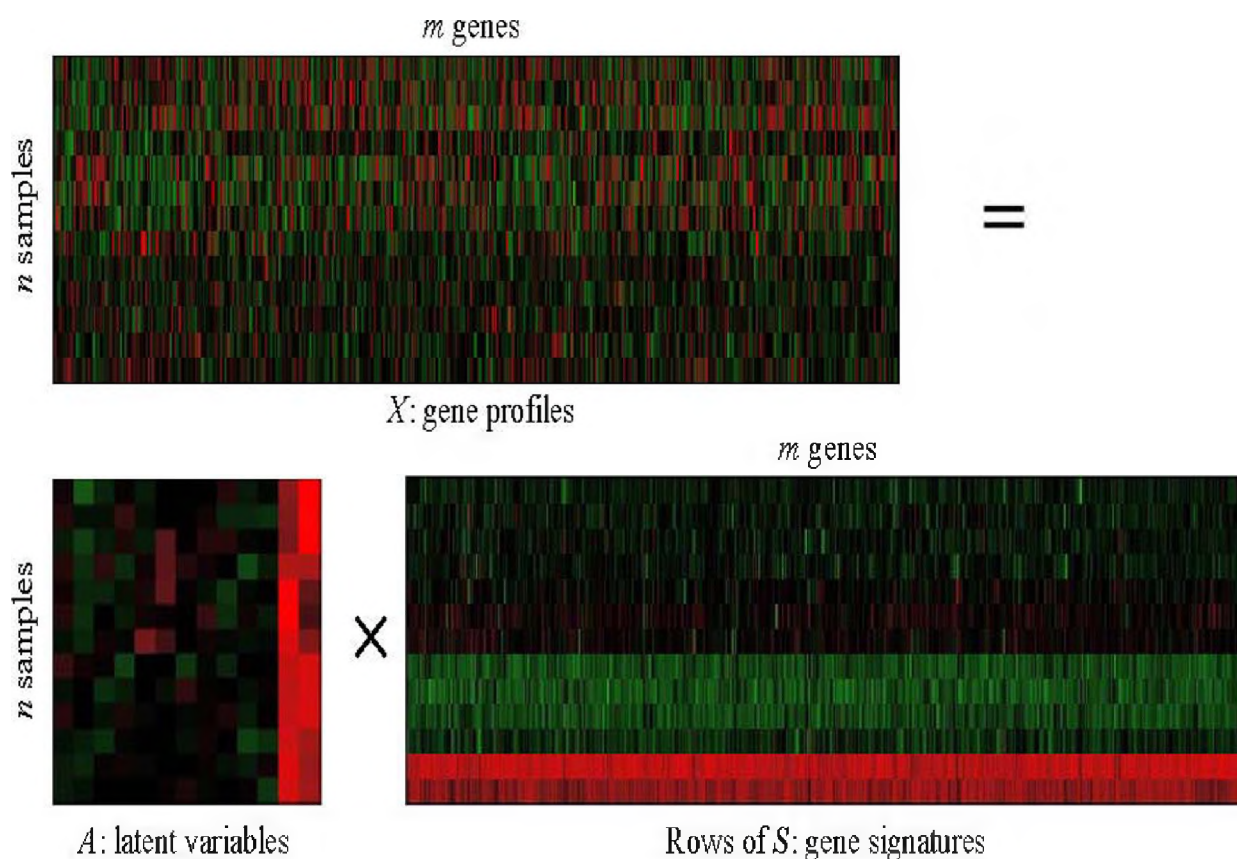 m genes
n samples
=
X: gene profiles
m genes
n samples
×
A: latent variables
Rows of S: gene signatures